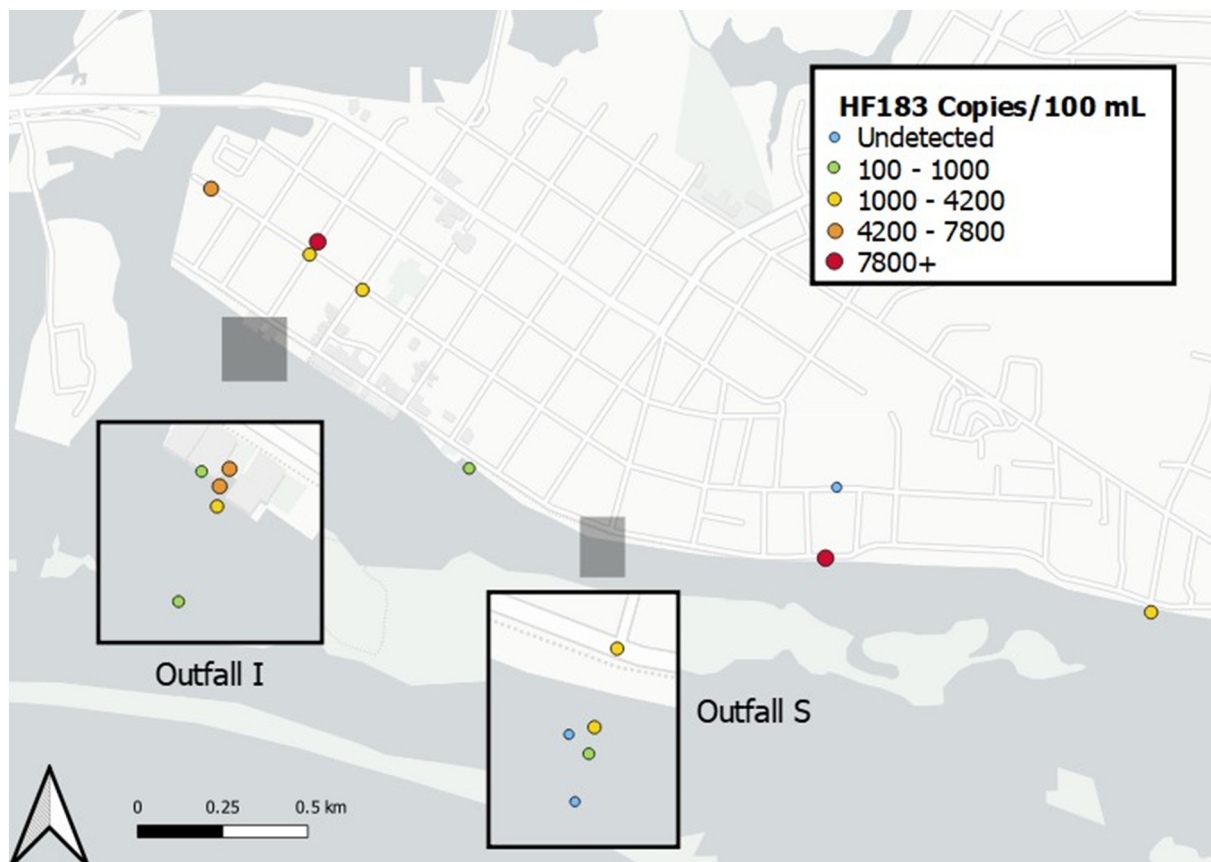 HF183 Copies/100 mL
Undetected
100 - 1000
1000 - 4200
4200 - 7800
7800+
Outfall I
Outfall S
0 0.25 0.5 km